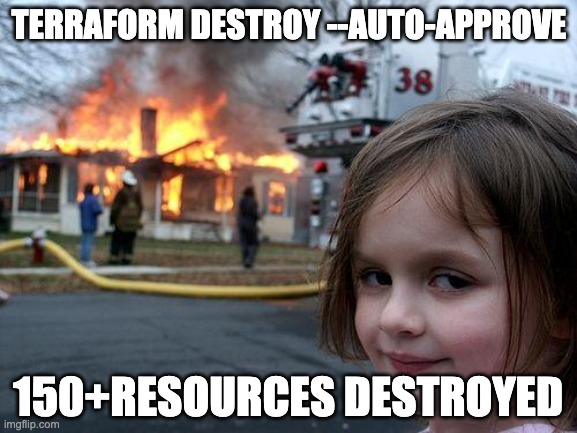 TERRAFORM DESTROY --AUTO-APPROVE
38
150+RESOURCES DESTROYED
imgflip.com